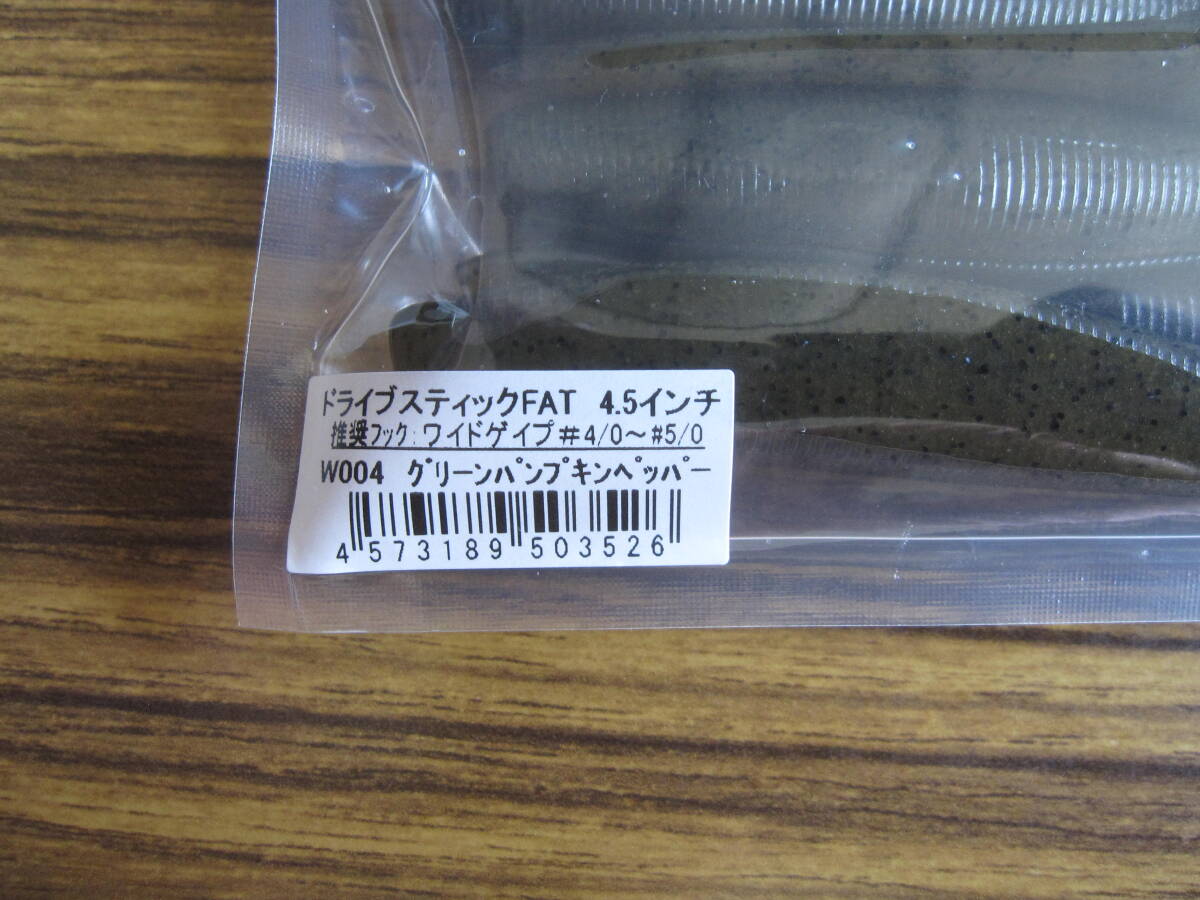 ドライブスティックFAT 4.5インチ
推奨フック:ワイドゲイプ#4/0~#5/0
W004 グリーンパンプキンペッパー
4 573189 503526